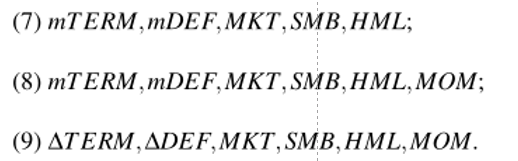 (7) mTERM,mDEF,MKT,SMB,HML;
(8) mTERM,mDEF,MKT,SMB,HML,MOM;
(9) ΔTERM,ΔDEF,MKT,SMB,HML,MOM.